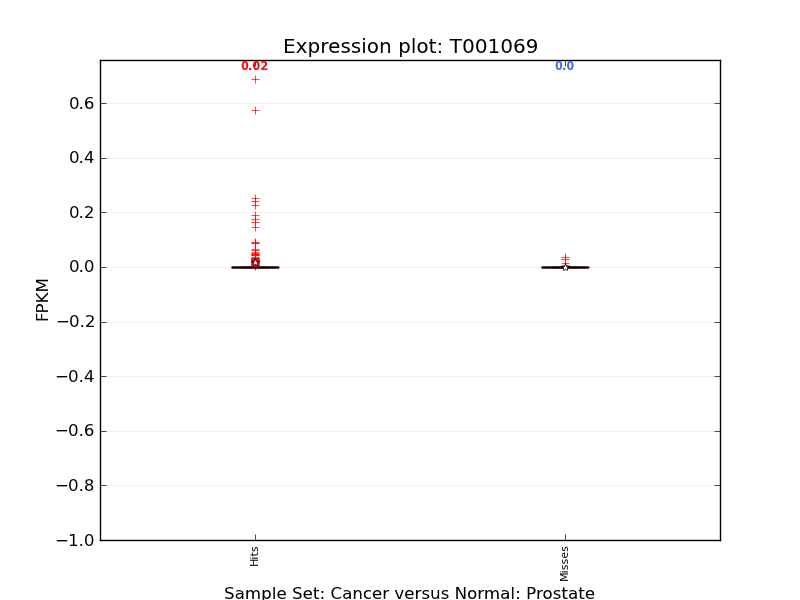 Expression plot: T001069
0.02
0.0
0.6
0.4
0.2
0.0
−0.2
−0.4
−0.6
−0.8
−1.0
FPKM
Hits
Misses
Sample Set: Cancer versus Normal: Prostate